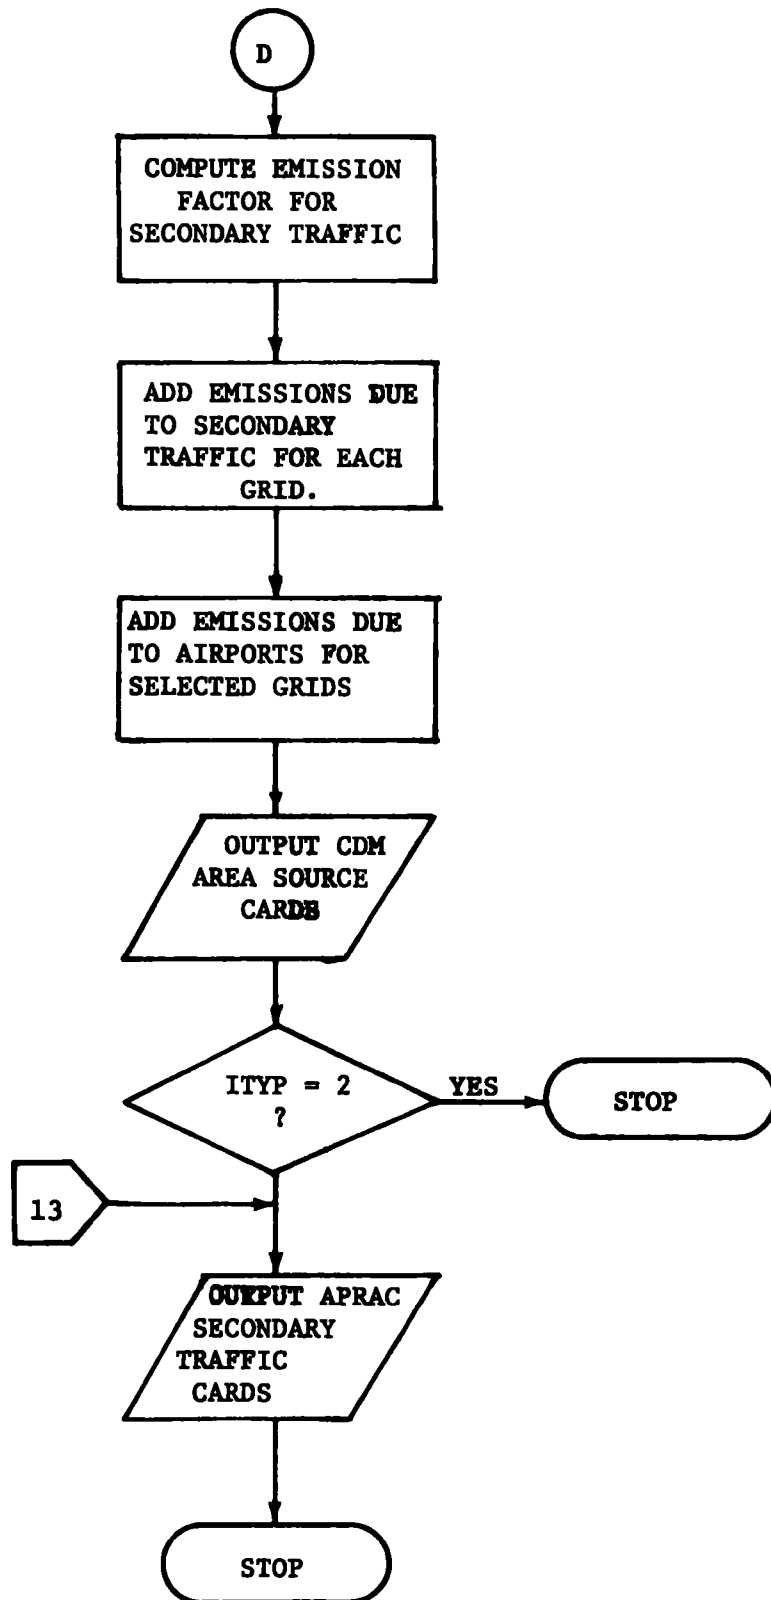 D
COMPUTE EMISSION
FACTOR FOR
SECONDARY TRAFFIC
ADD EMISSIONS DUE
TO SECONDARY
TRAFFIC FOR EACH
GRID.
ADD EMISSIONS DUE
TO AIRPORTS FOR
SELECTED GRIDS
OUTPUT CDM
AREA SOURCE
CARDS
ITYP = 2
?
YES
STOP
13
OUTPUT APRAC
SECONDARY
TRAFFIC
CARDS
STOP